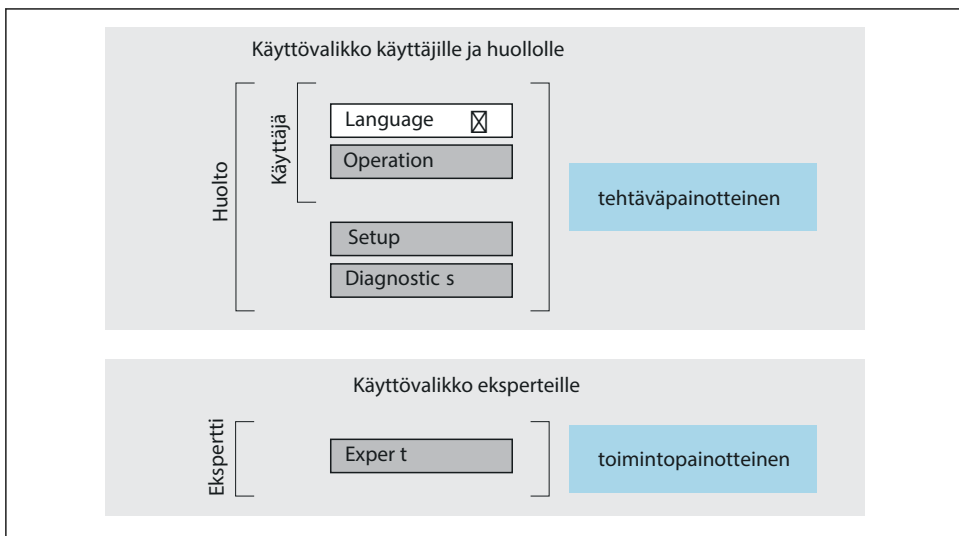 Käyttövalikko käyttäjille ja huollolle
Huolto
Käyttäjä
Language
Operation
Setup
Diagnostic s
tehtäväpainotteinen
Käyttövalikko eksperteille
Ekspertti
Exper t
toimintopainotteinen